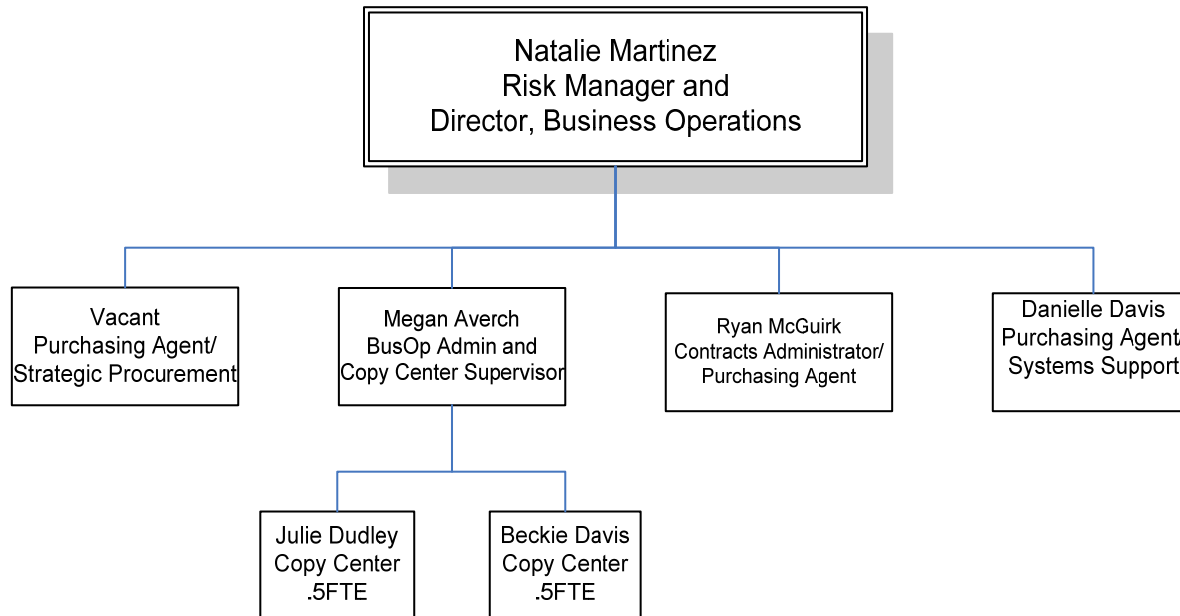 Natalie Martinez
Risk Manager and
Director, Business Operations
Vacant
Purchasing Agent/
Strategic Procurement
Megan Averch
BusOp Admin and
Copy Center Supervisor
Ryan McGuirk
Contracts Administrator/
Purchasing Agent
Danielle Davis
Purchasing Agent/
Systems Support
Julie Dudley
Copy Center
.5FTE
Beckie Davis
Copy Center
.5FTE